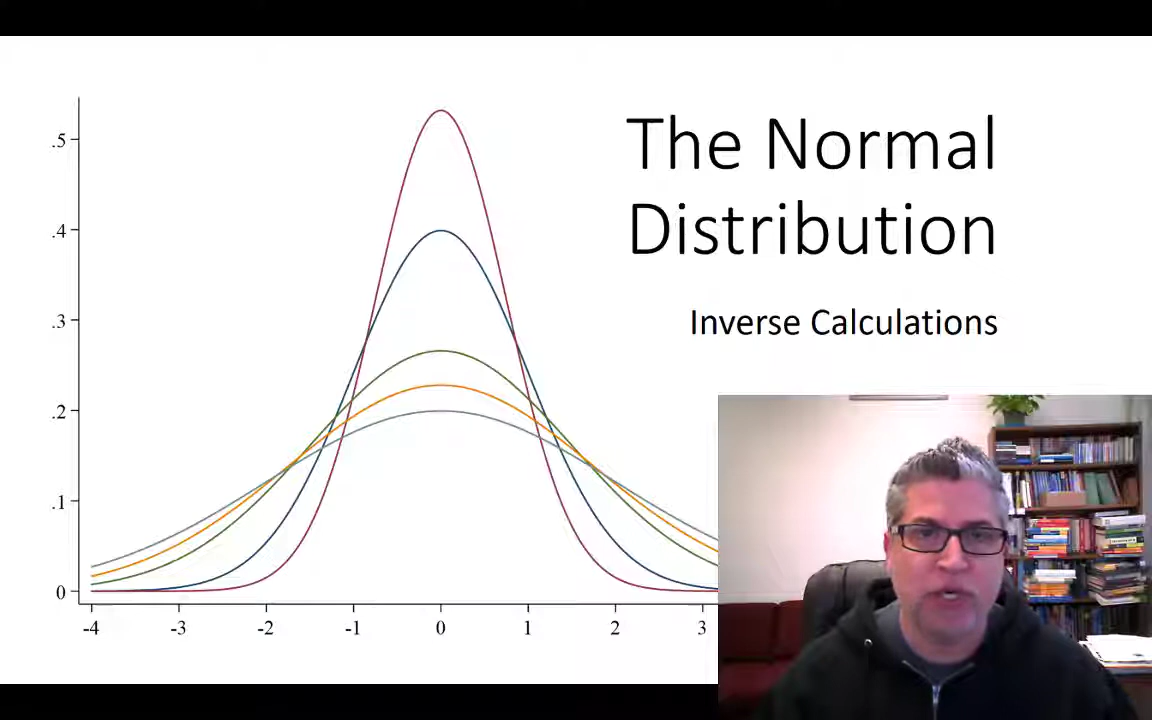 The Normal
Distribution
Inverse Calculations
.5
.4
.3
.2
.1
0
-4 -3 -2 -1 0 1 2 3